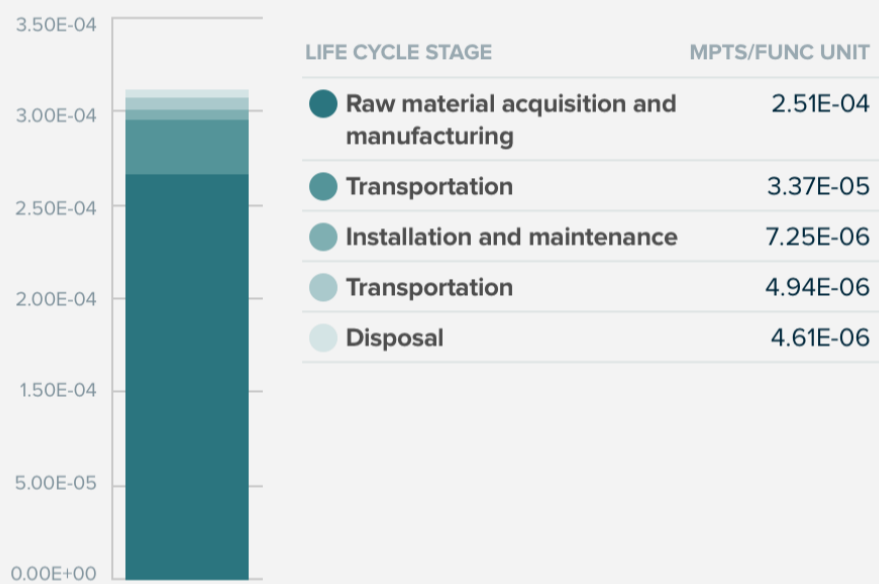 3.50E-04
3.00E-04
2.50E-04
2.00E-04
1.50E-04
5.00E-05
0.00E+00
LIFE CYCLE STAGE MPTS/FUNC UNIT
Raw material acquisition and 2.51E-04
manufacturing
Transportation 3.37E-05
Installation and maintenance 7.25E-06
Transportation 4.94E-06
Disposal 4.61E-06